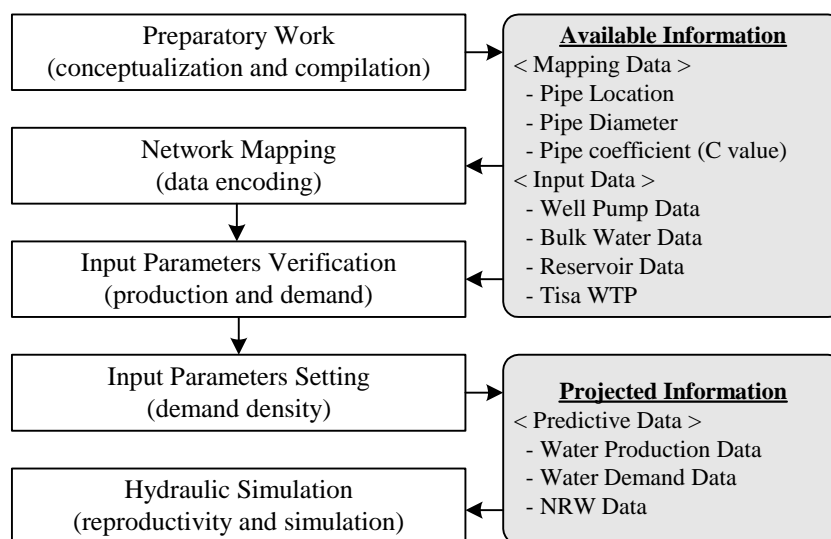 Preparatory Work
(conceptualization and compilation)
Network Mapping
(data encoding)
Input Parameters Verification
(production and demand)
Input Parameters Setting
(demand density)
Hydraulic Simulation
(reproductivity and simulation)
Available Information
< Mapping Data >
- Pipe Location
- Pipe Diameter
- Pipe coefficient (C value)
< Input Data >
- Well Pump Data
- Bulk Water Data
- Reservoir Data
- Tisa WTP
Projected Information
< Predictive Data >
- Water Production Data
- Water Demand Data
- NRW Data